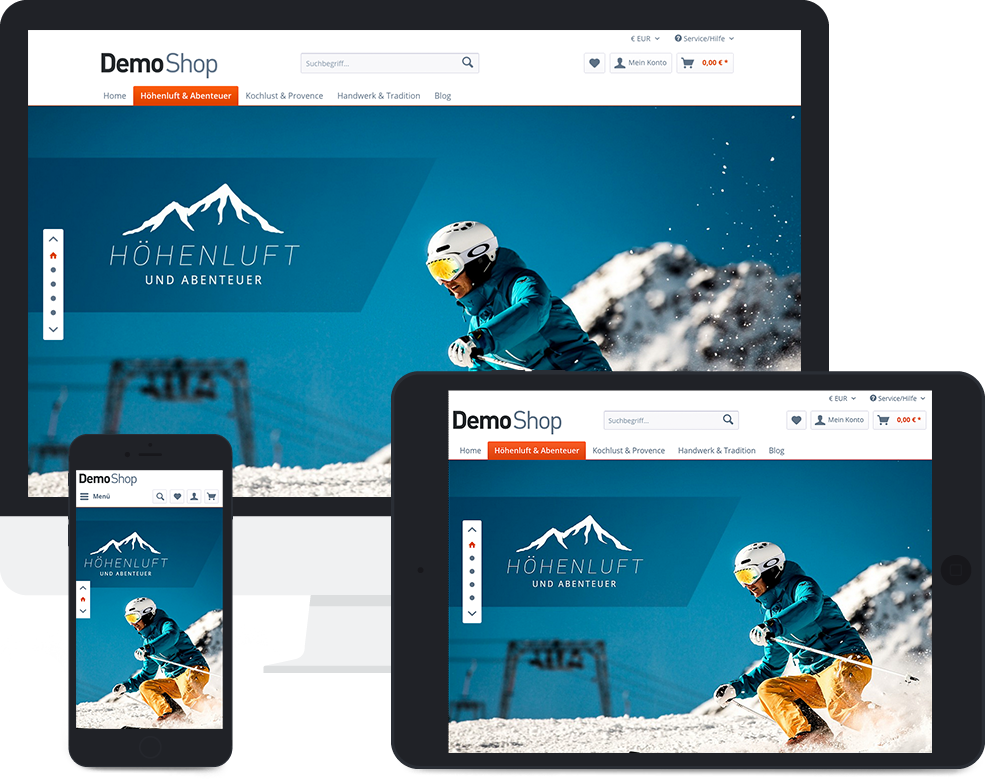 € EUR Service/Hilfe
DemoShop Suchbegriff... Mein Konto 0,00 € *
Home Höhenluft & Abenteuer Kochlust & Provence Handwerk & Tradition Blog
HÖHENLUFT
UND ABENTEUER
€ EUR Service/Hilfe
DemoShop Suchbegriff... Mein Konto 0,00 € *
Home Höhenluft & Abenteuer Kochlust & Provence Handwerk & Tradition Blog
HÖHENLUFT
UND ABENTEUER
DemoShop
Menü
HÖHENLUFT
UND ABENTEUER